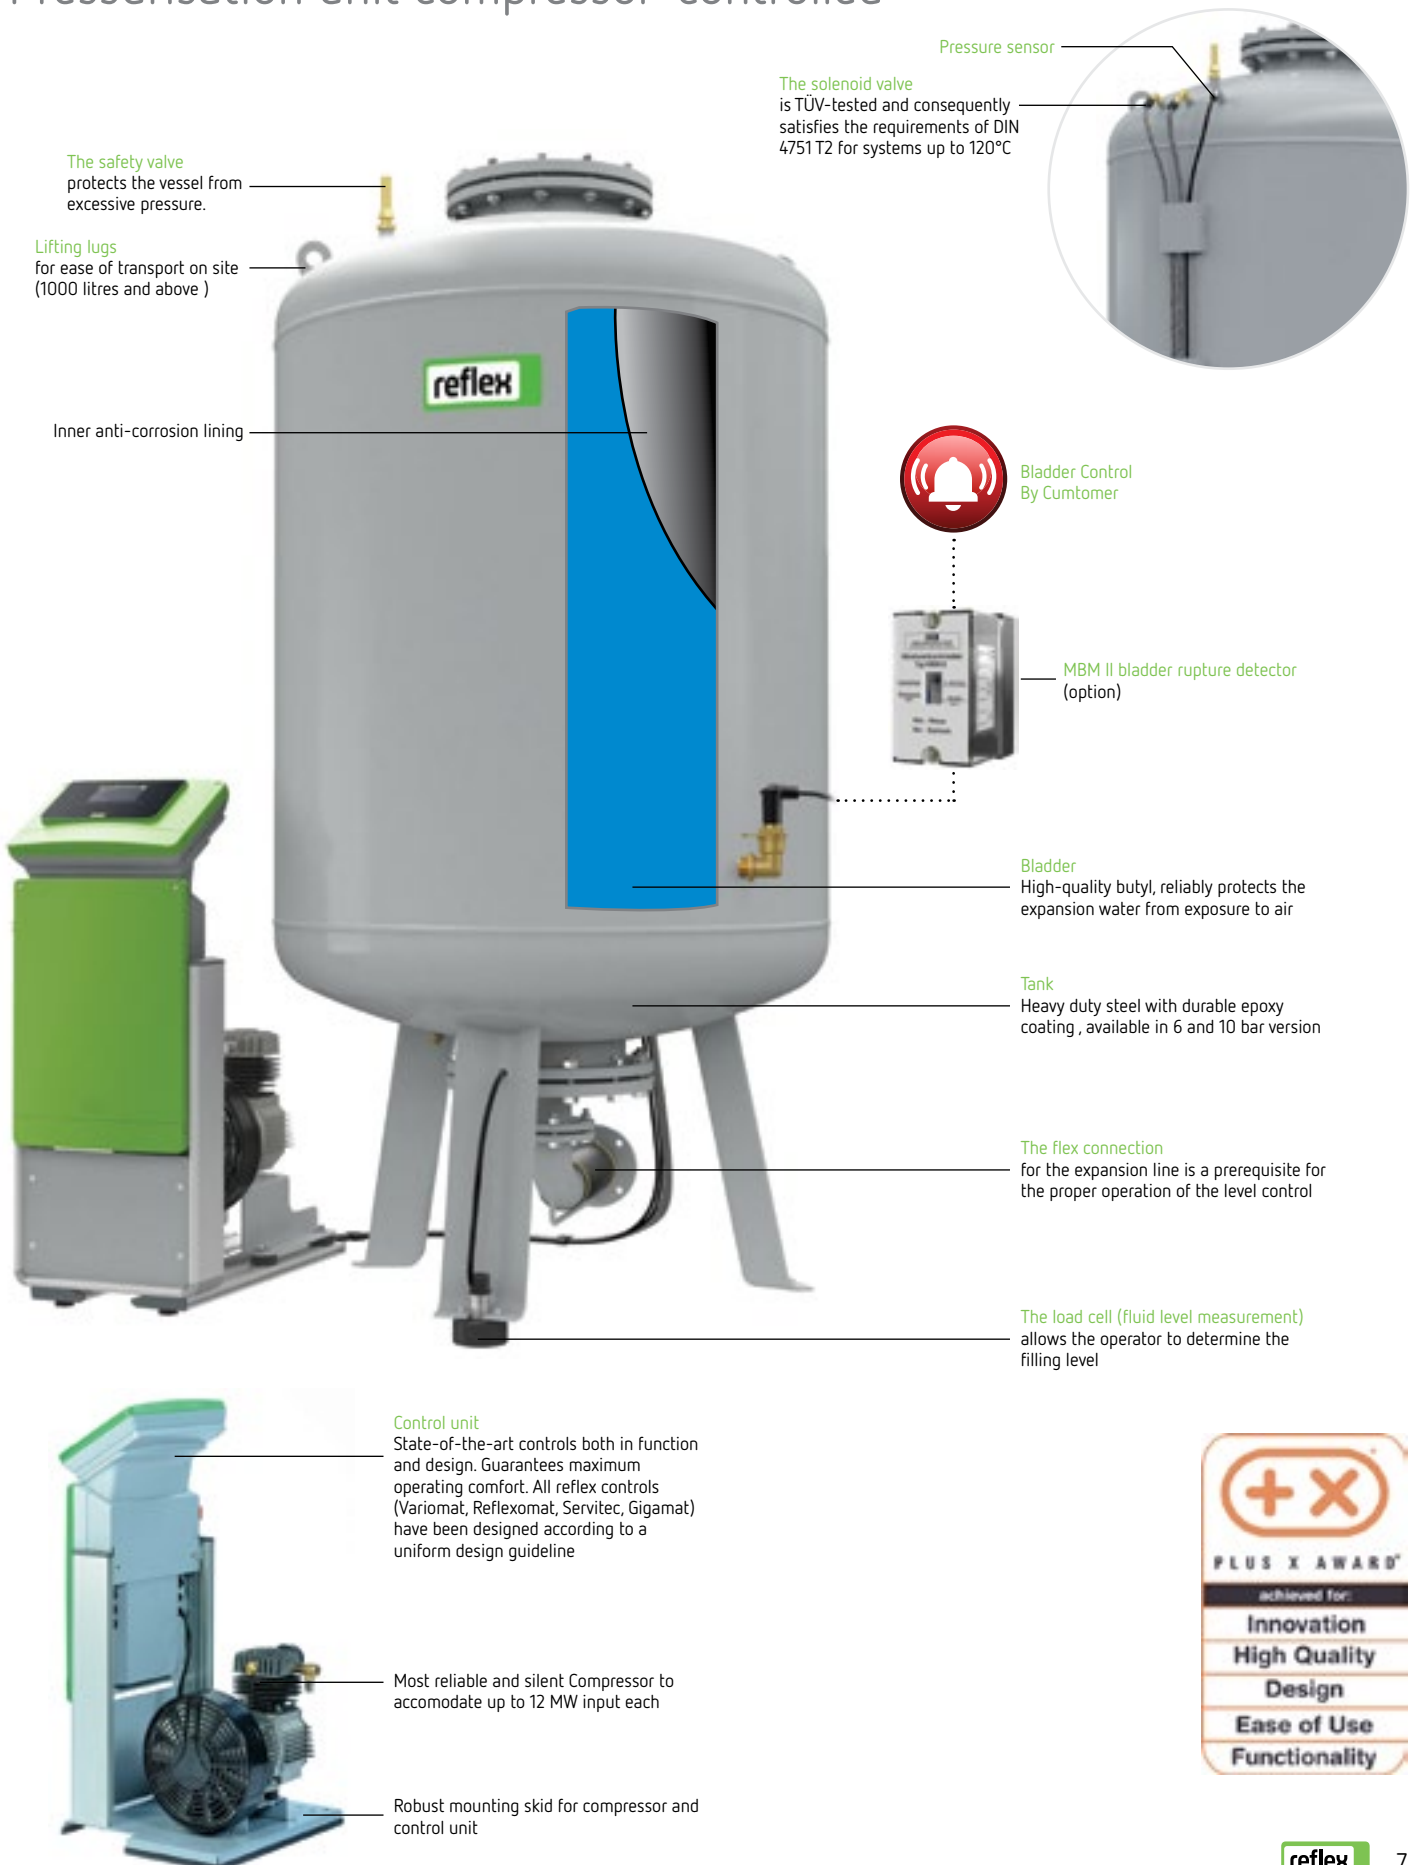 Presserisation unit compressor-controlled
Pressure sensor
The solenoid valve
is TÜV-tested and consequently
satisfies the requirements of DIN
4751 T2 for systems up to 120°C
The safety valve
protects the vessel from
excessive pressure.
Lifting lugs
for ease of transport on site
(1000 litres and above )
reflex
Inner anti-corrosion lining
Bladder Control
By Cumtomer
MBM II bladder rupture detector
(option)
Bladder
High-quality butyl, reliably protects the
expansion water from exposure to air
Tank
Heavy duty steel with durable epoxy
coating , available in 6 and 10 bar version
The flex connection
for the expansion line is a prerequisite for
the proper operation of the level control
The load cell (fluid level measurement)
allows the operator to determine the
filling level
Control unit
State-of-the-art controls both in function
and design. Guarantees maximum
operating comfort. All reflex controls
(Variomat, Reflexomat, Servitec, Gigamat)
have been designed according to a
uniform design guideline
Most reliable and silent Compressor to
accomodate up to 12 MW input each
Robust mounting skid for compressor and
control unit
PLUS X AWARD
achieved for:
Innovation
High Quality
Design
Ease of Use
Functionality
reflex
7